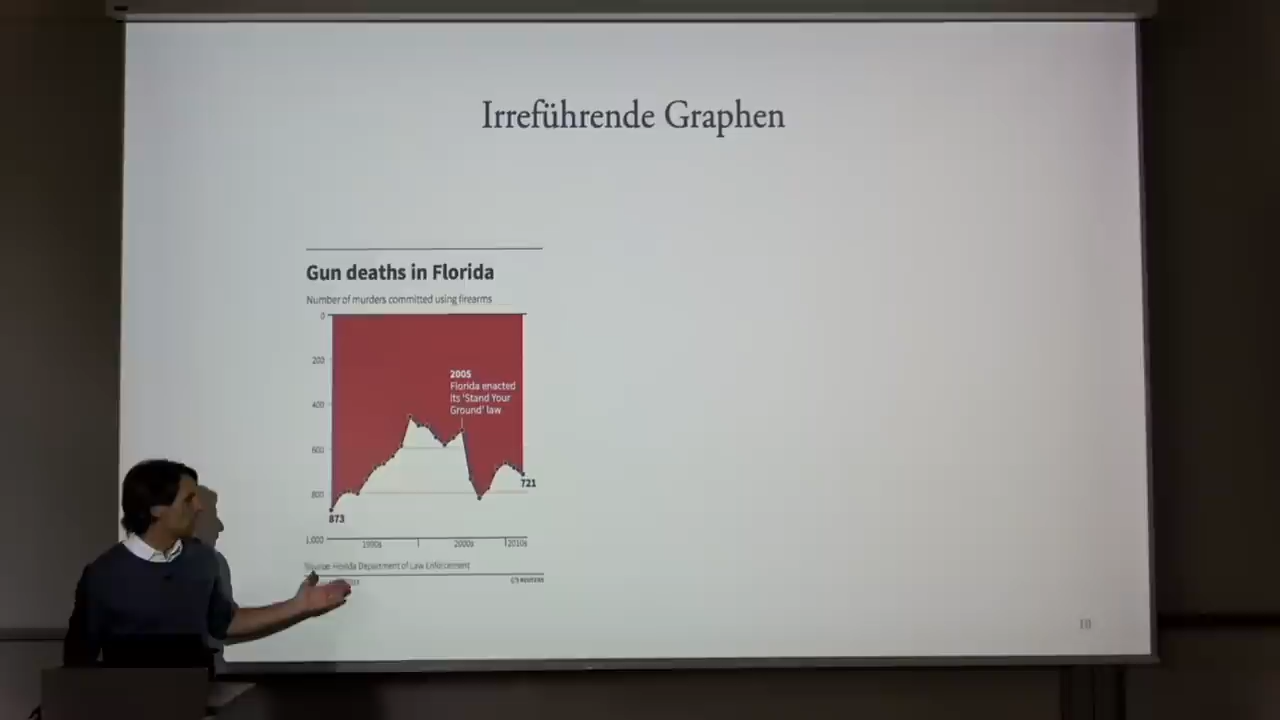 Irreführende Graphen
Gun deaths in Florida
Number of murders committed using firearms
0
200
400
600
800
1,000
2005
Florida enacted
its 'Stand Your
Ground' law
873
721
1990s
2000s
2010s
Source: Florida Department of Law Enforcement
REUTERS
10